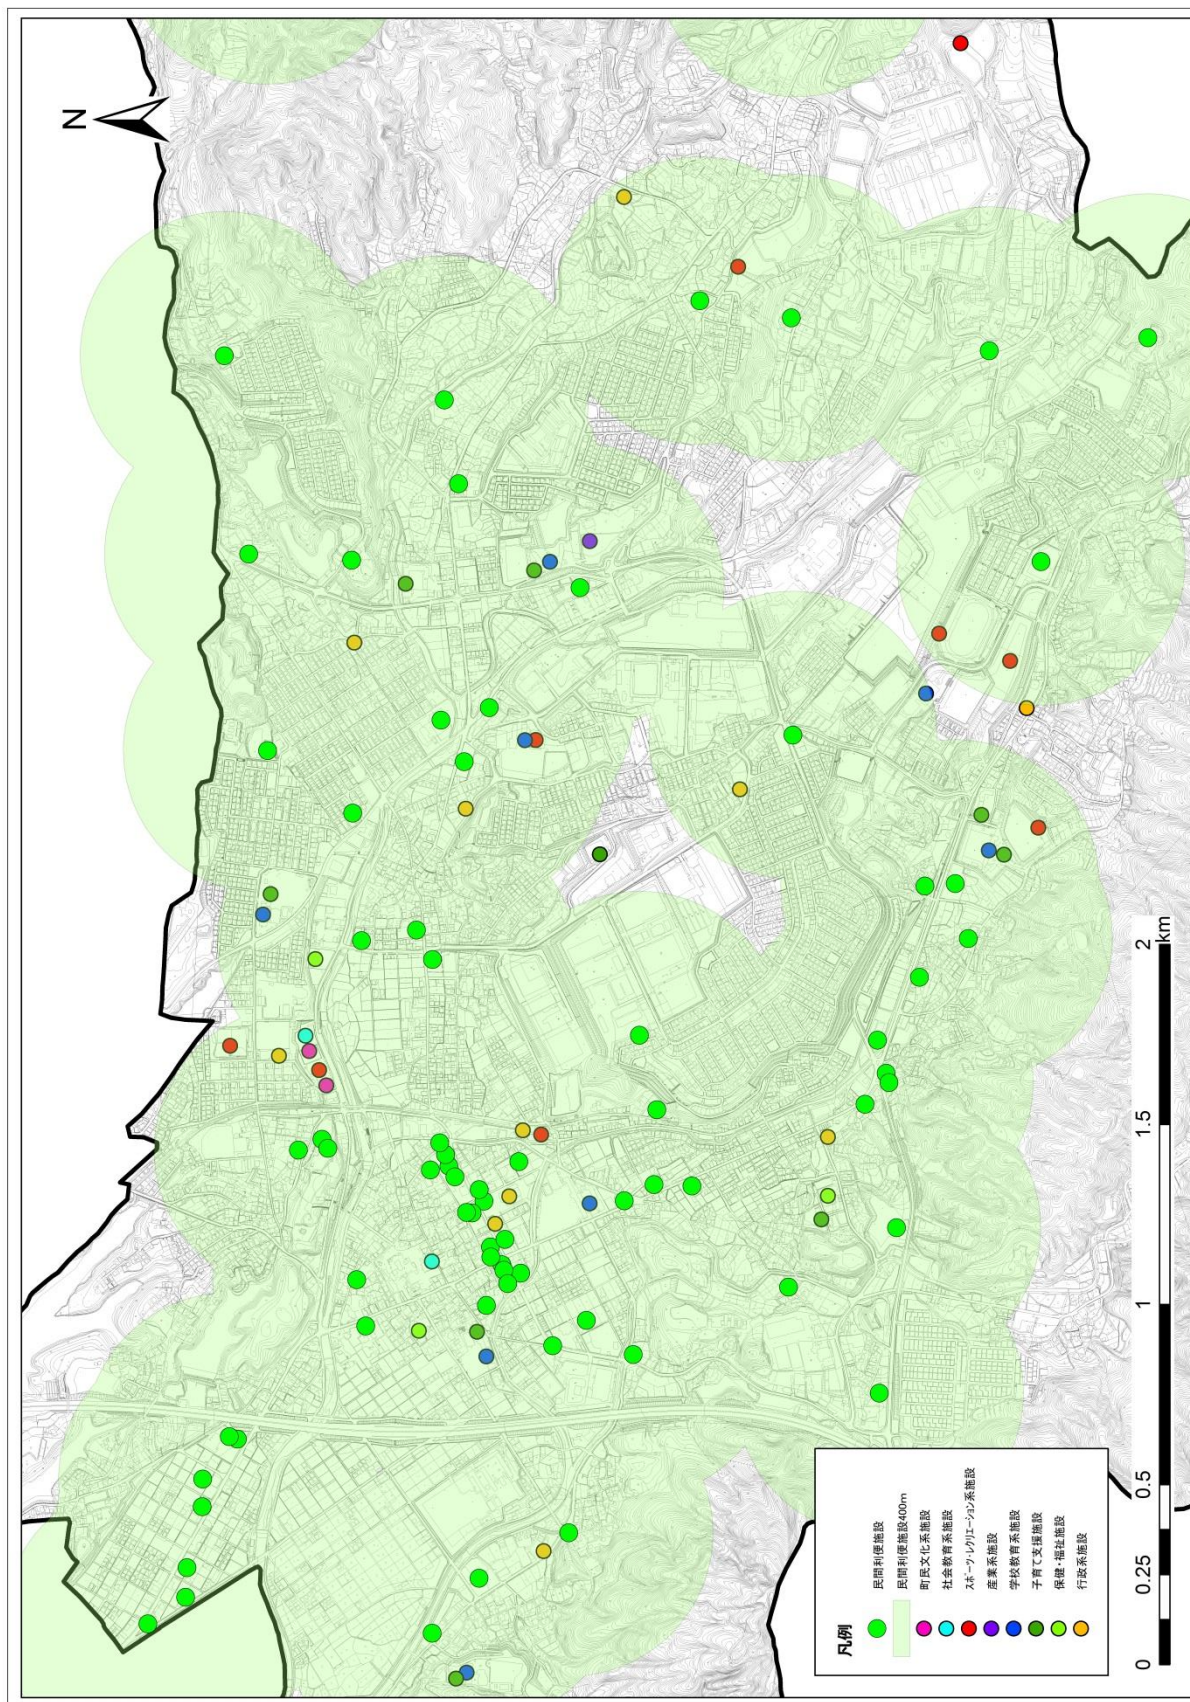 N
凡例
民間利便施設
民間利便施設400m
町民文化系施設
社会教育系施設
スポーツ・レクリエーション系施設
産業系施設
学校教育系施設
子育て支援施設
保健・福祉施設
行政系施設
0 0.25 0.5 1 1.5 2
km